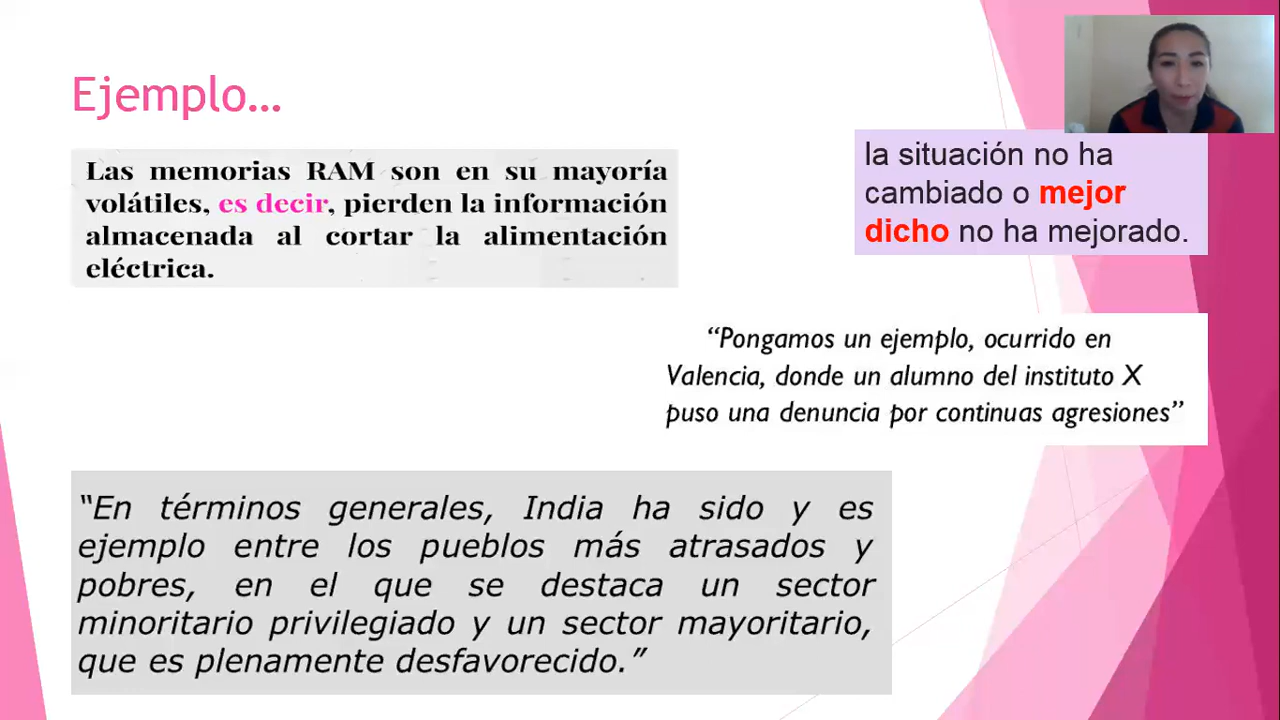 Ejemplo…
Las memorias RAM son en su mayoría
volátiles, es decir, pierden la información
almacenada al cortar la alimentación
eléctrica.
la situación no ha
cambiado o mejor
dicho no ha mejorado.
“Pongamos un ejemplo, ocurrido en
Valencia, donde un alumno del instituto X
puso una denuncia por continuas agresiones”
“En términos generales, India ha sido y es
ejemplo entre los pueblos más atrasados y
pobres, en el que se destaca un sector
minoritario privilegiado y un sector mayoritario,
que es plenamente desfavorecido.”